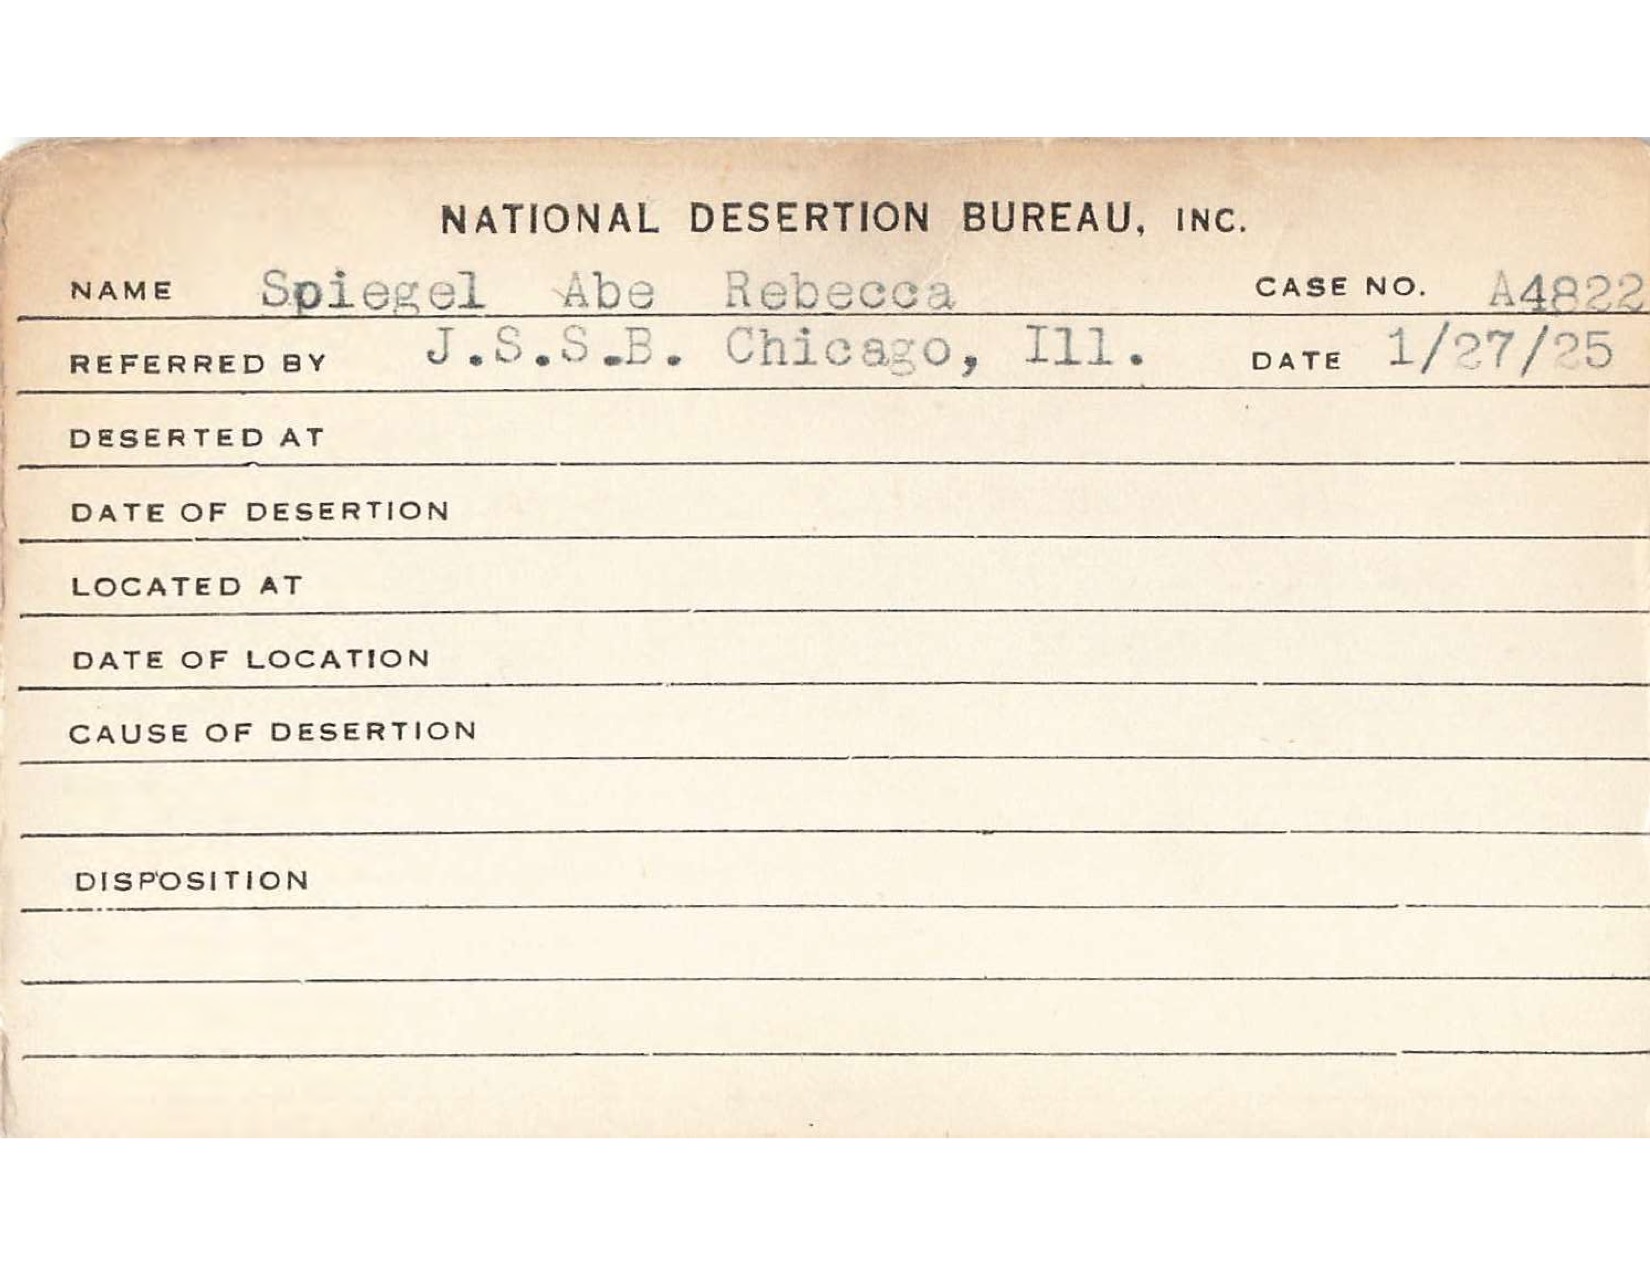 NATIONAL DESERTION BUREAU, INC.
NAME Spiegel Abe Rebecca CASE NO. A4822
REFERRED BY J.S.S.B. Chicago, Ill. DATE 1/27/25
DESERTED AT
DATE OF DESERTION
LOCATED AT
DATE OF LOCATION
CAUSE OF DESERTION
DISPOSITION